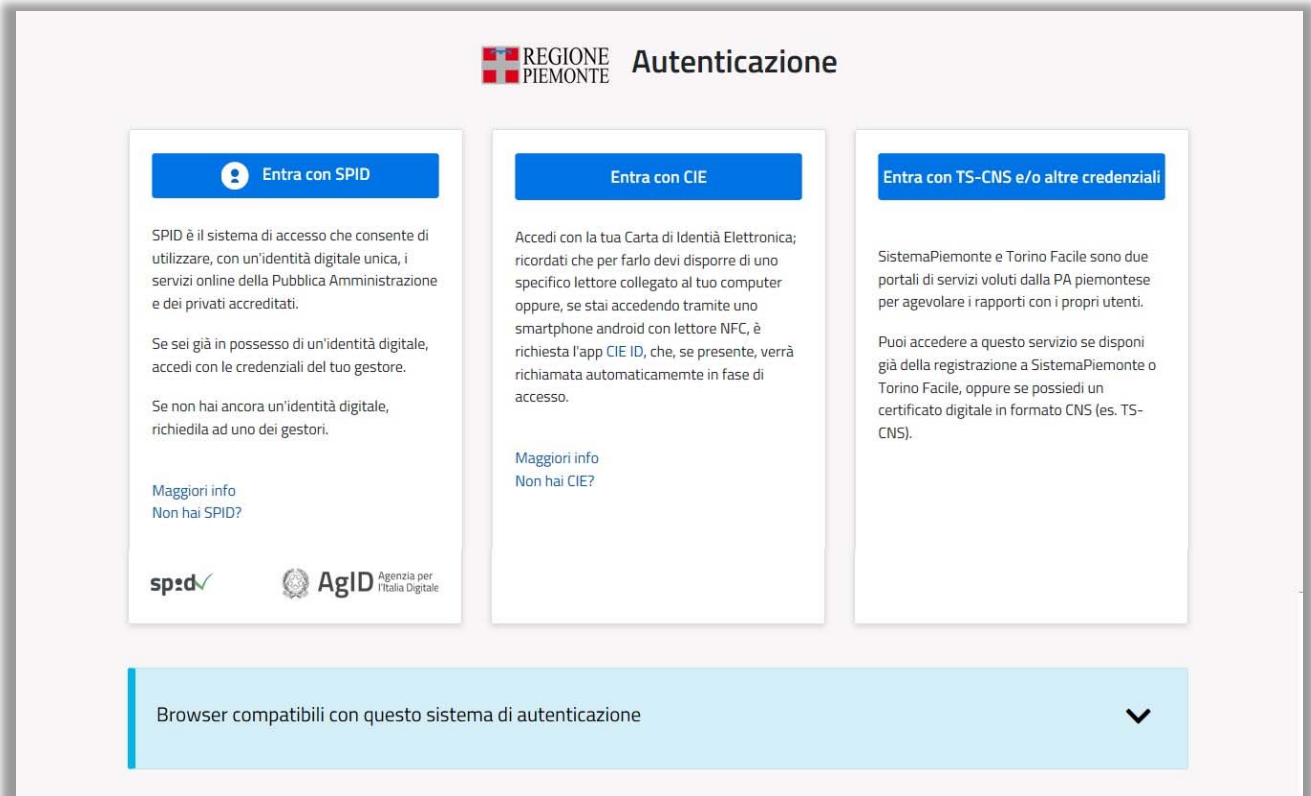 REGIONE
PIEMONTE
Autenticazione
Entra con SPID
SPID è il sistema di accesso che consente di
utilizzare, con un'identità digitale unica, i
servizi online della Pubblica Amministrazione
e dei privati accreditati.
Se sei già in possesso di un'identità digitale,
accedi con le credenziali del tuo gestore.
Se non hai ancora un'identità digitale,
richiedila ad uno dei gestori.
Maggiori info
Non hai SPID?
spid
AgID Agenzia per
l'Italia Digitale
Entra con CIE
Accedi con la tua Carta di Identià Elettronica;
ricordati che per farlo devi disporre di uno
specifico lettore collegato al tuo computer
oppure, se stai accedendo tramite uno
smartphone android con lettore NFC, è
richiesta l'app CIE ID, che, se presente, verrà
richiamata automaticamemte in fase di
accesso.
Maggiori info
Non hai CIE?
Entra con TS-CNS e/o altre credenziali
SistemaPiemonte e Torino Facile sono due
portali di servizi voluti dalla PA piemontese
per agevolare i rapporti con i propri utenti.
Puoi accedere a questo servizio se disponi
già della registrazione a SistemaPiemonte o
Torino Facile, oppure se possiedi un
certificato digitale in formato CNS (es. TS-
CNS).
Browser compatibili con questo sistema di autenticazione